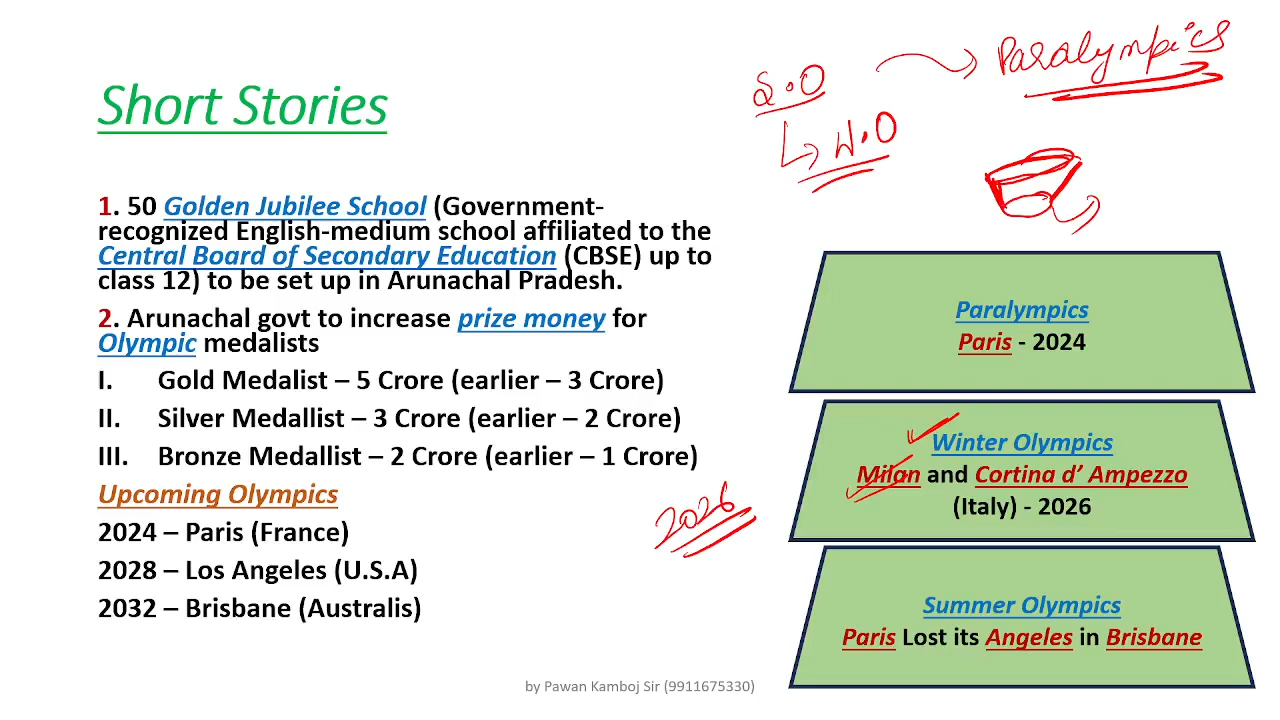 Short Stories
1. 50 Golden Jubilee School (Government-
recognized English-medium school affiliated to the
Central Board of Secondary Education (CBSE) up to
class 12) to be set up in Arunachal Pradesh.
2. Arunachal govt to increase prize money for
Olympic medalists
I. Gold Medalist – 5 Crore (earlier – 3 Crore)
II. Silver Medallist – 3 Crore (earlier – 2 Crore)
III. Bronze Medallist – 2 Crore (earlier – 1 Crore)
Upcoming Olympics
2024 – Paris (France)
2028 – Los Angeles (U.S.A)
2032 – Brisbane (Australis)
S.O
W.O
Paralympics
Paralympics
Paris - 2024
Winter Olympics
Milan and Cortina d’ Ampezzo
(Italy) - 2026
2026
Summer Olympics
Paris Lost its Angeles in Brisbane
by Pawan Kamboj Sir (9911675330)